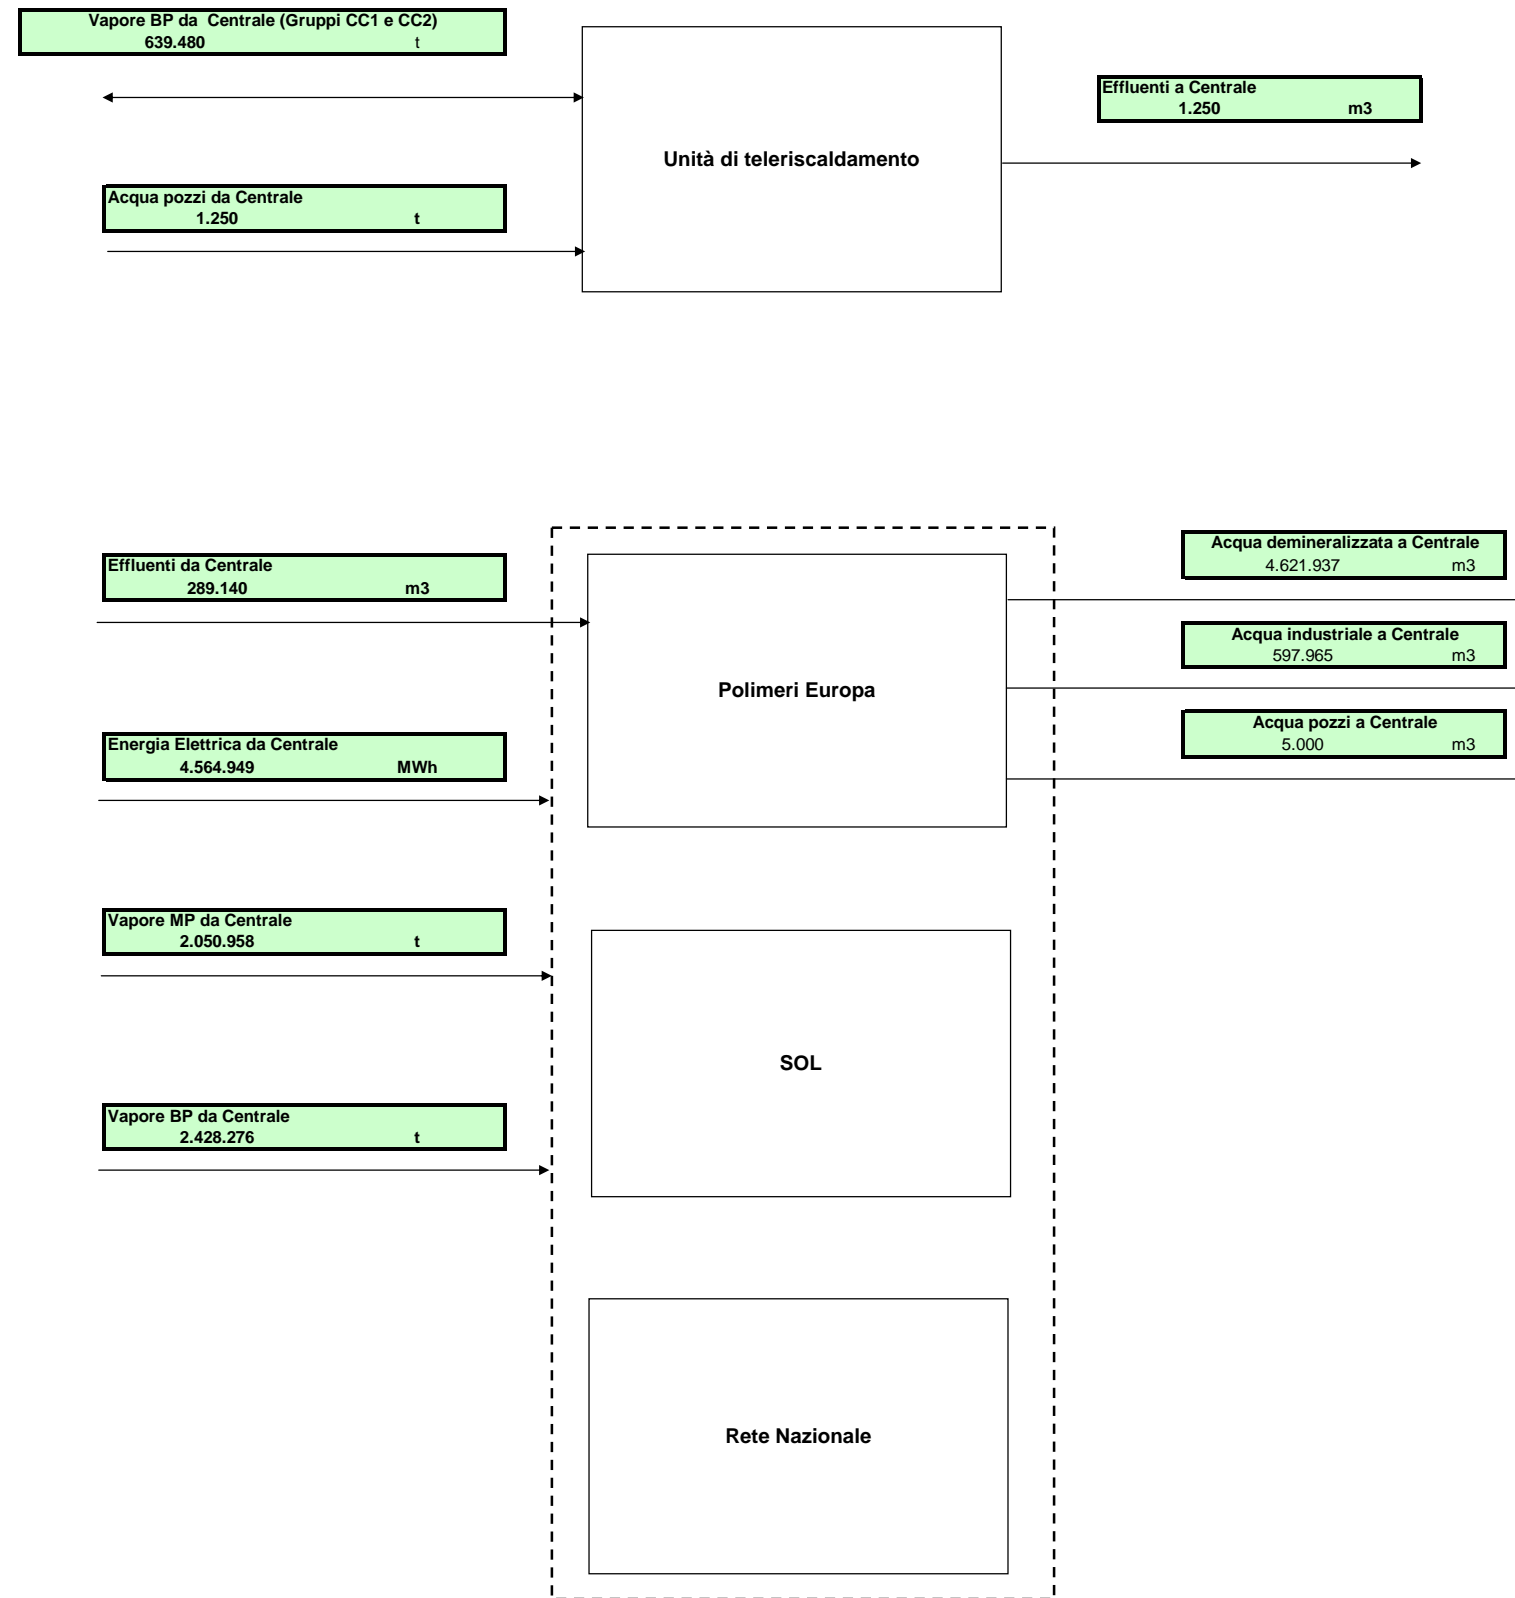 Vapore BP da  Centrale (Gruppi CC1 e CC2)
639.480 t
Effluenti a Centrale
1.250 m3
Unità di teleriscaldamento
Acqua pozzi da Centrale
1.250 t
Acqua demineralizzata a Centrale
4.621.937 m3
Effluenti da Centrale
289.140 m3
Acqua industriale a Centrale
597.965 m3
Polimeri Europa
Acqua pozzi a Centrale
5.000 m3
Energia Elettrica da Centrale
4.564.949 MWh
Vapore MP da Centrale
2.050.958 t
SOL
Vapore BP da Centrale
2.428.276 t
Rete Nazionale